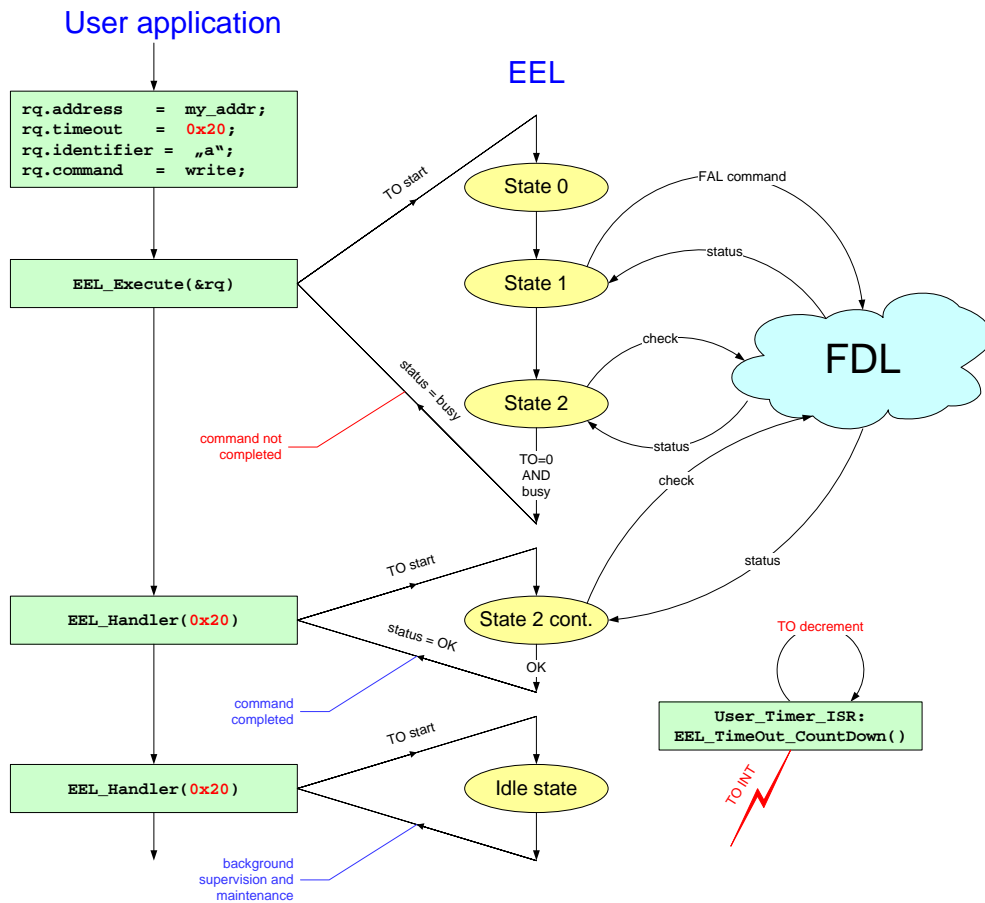 User application
EEL
rq.address = my_addr;
rq.timeout = 0x20;
rq.identifier = „a“;
rq.command = write;
TO start
State 0
FAL command
EEL_Execute(&rq)
State 1
status
check
FDL
status = busy
State 2
command not
completed
status
TO=0
AND
busy
check
TO start
status
EEL_Handler(0x20)
State 2 cont.
status = OK
OK
TO decrement
command
completed
User_Timer_ISR:
EEL_TimeOut_CountDown()
TO start
EEL_Handler(0x20)
Idle state
TO INT
background
supervision and
maintenance